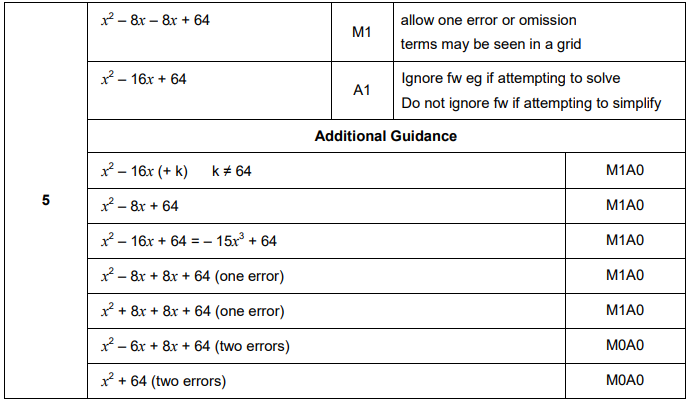 x² – 8x – 8x + 64
M1
allow one error or omission
terms may be seen in a grid
x² – 16x + 64
A1
Ignore fw eg if attempting to solve
Do not ignore fw if attempting to simplify
Additional Guidance
5
x² – 16x (+ k) k ≠ 64
M1A0
x² – 8x + 64
M1A0
x² – 16x + 64 = – 15x³ + 64
M1A0
x² – 8x + 8x + 64 (one error)
M1A0
x² + 8x + 8x + 64 (one error)
M1A0
x² – 6x + 8x + 64 (two errors)
M0A0
x² + 64 (two errors)
M0A0